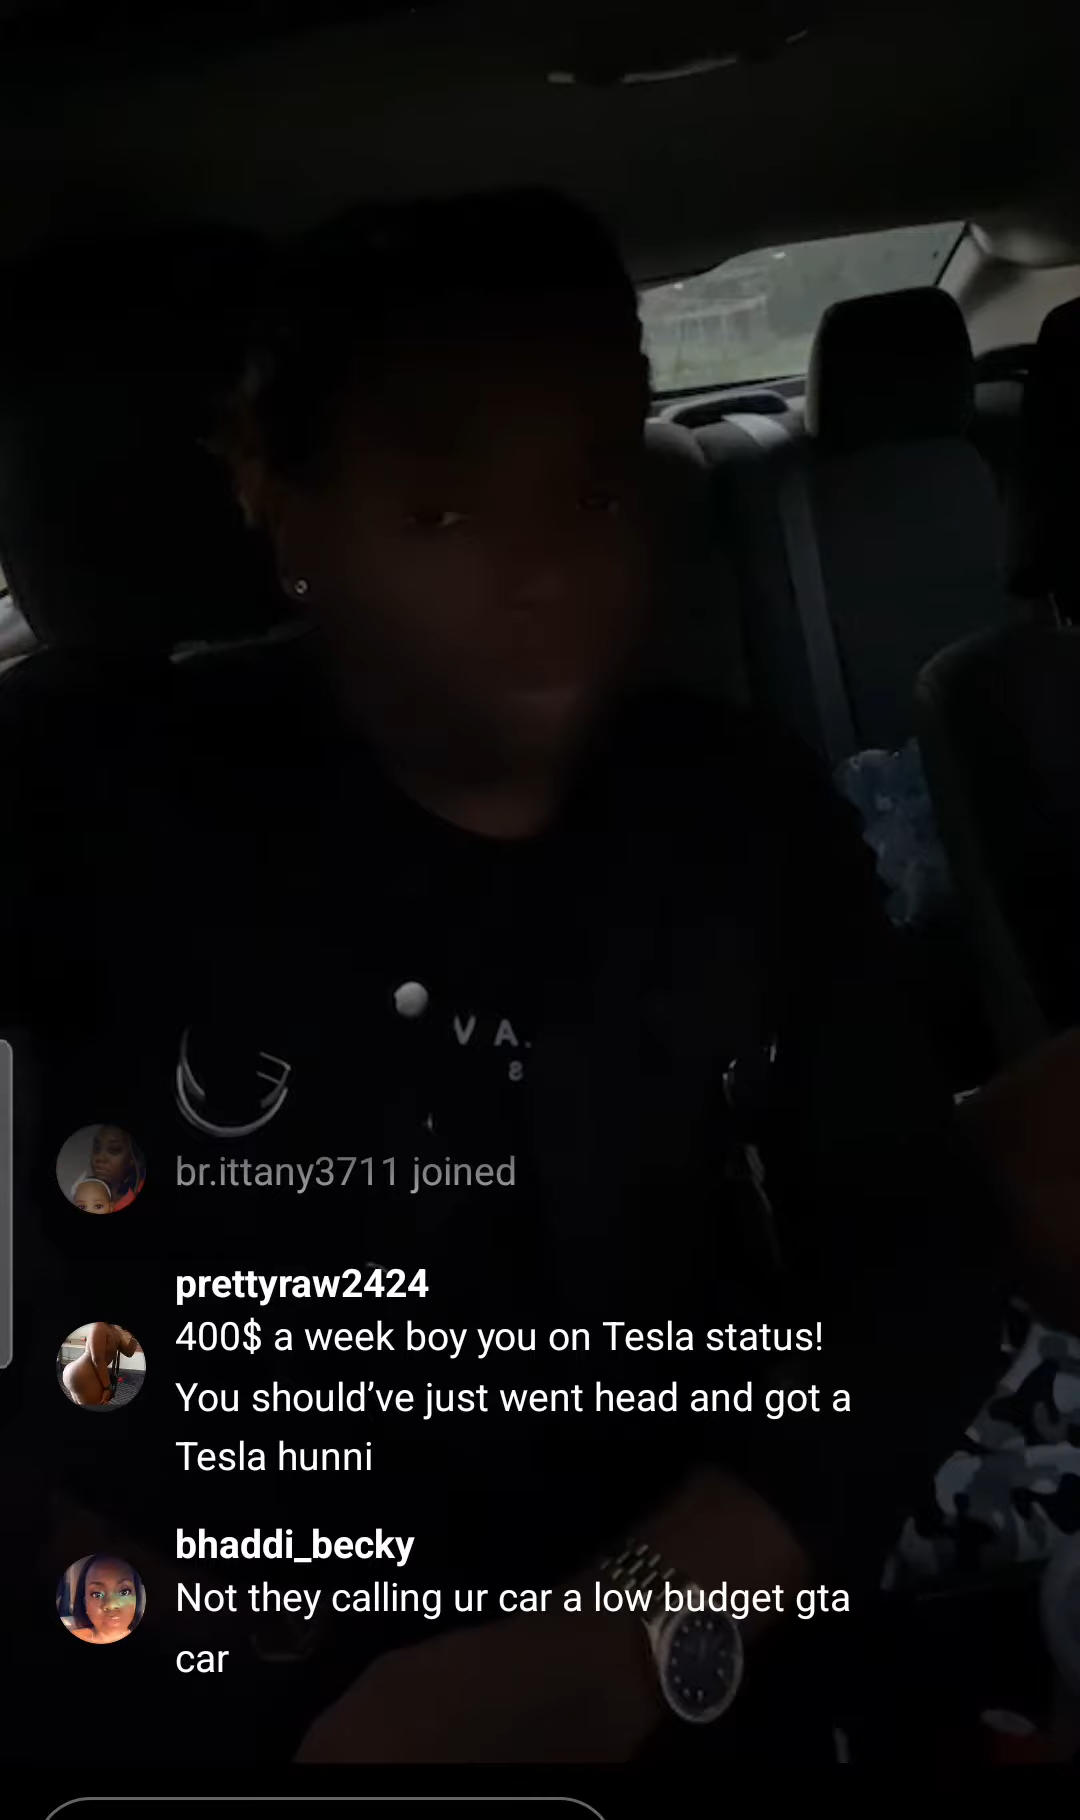 V A.
8
br.ittany3711 joined
prettyraw2424
400$ a week boy you on Tesla status!
You should’ve just went head and got a
Tesla hunni
bhaddi_becky
Not they calling ur car a low budget gta
car